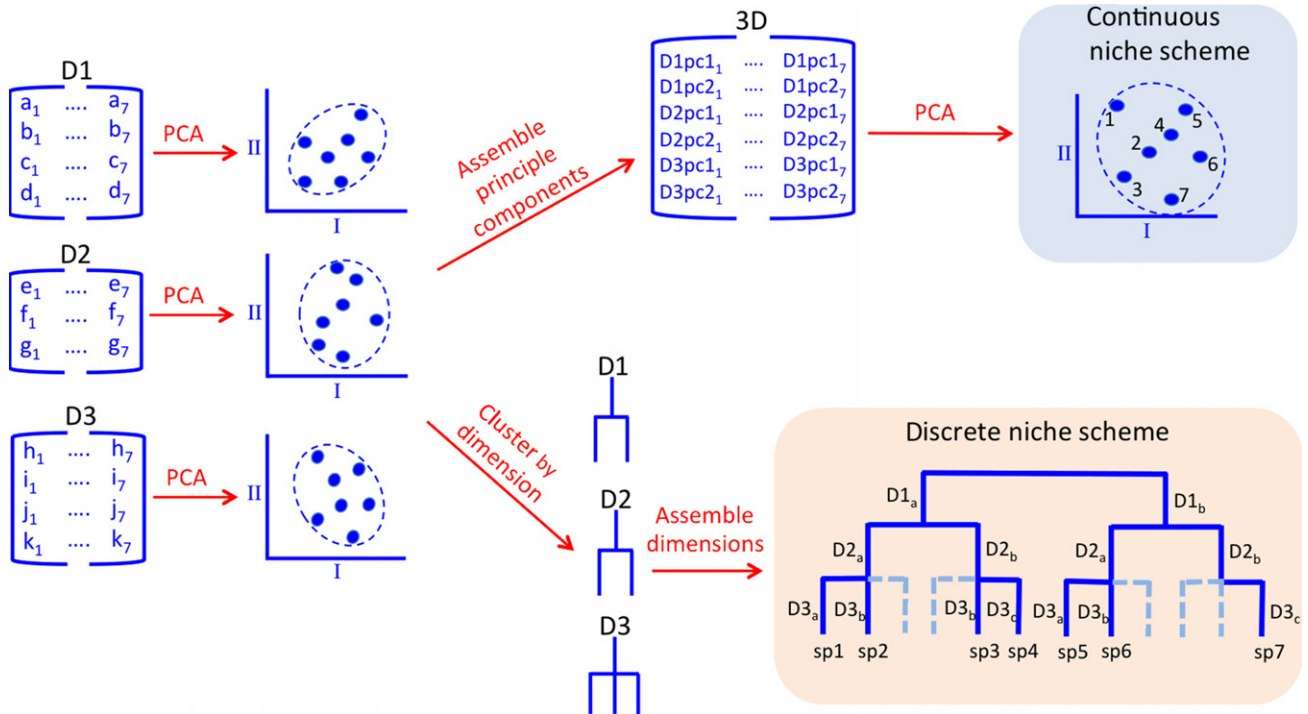 D1
a1 .... a7
b1 .... b7
c1 .... c7
d1 .... d7
PCA
II
I
D2
e1 .... e7
f1 .... f7
g1 .... g7
PCA
II
I
D3
h1 .... h7
i1 .... i7
j1 .... j7
k1 .... k7
PCA
II
I
Assemble
principle
components
3D
D1pc11 .... D1pc17
D1pc21 .... D1pc27
D2pc11 .... D1pc17
D2pc21 .... D2pc27
D3pc11 .... D3pc17
D3pc21 .... D3pc27
PCA
Continuous
niche scheme
II
1
5
4
2
6
3
7
I
Cluster by
dimension
D1
D2
D3
Assemble
dimensions
Discrete niche scheme
D1a D1b
D2a D2b D2a D2b
D3a D3b D3b D3c D3a D3b D3c
sp1 sp2 sp3 sp4 sp5 sp6 sp7